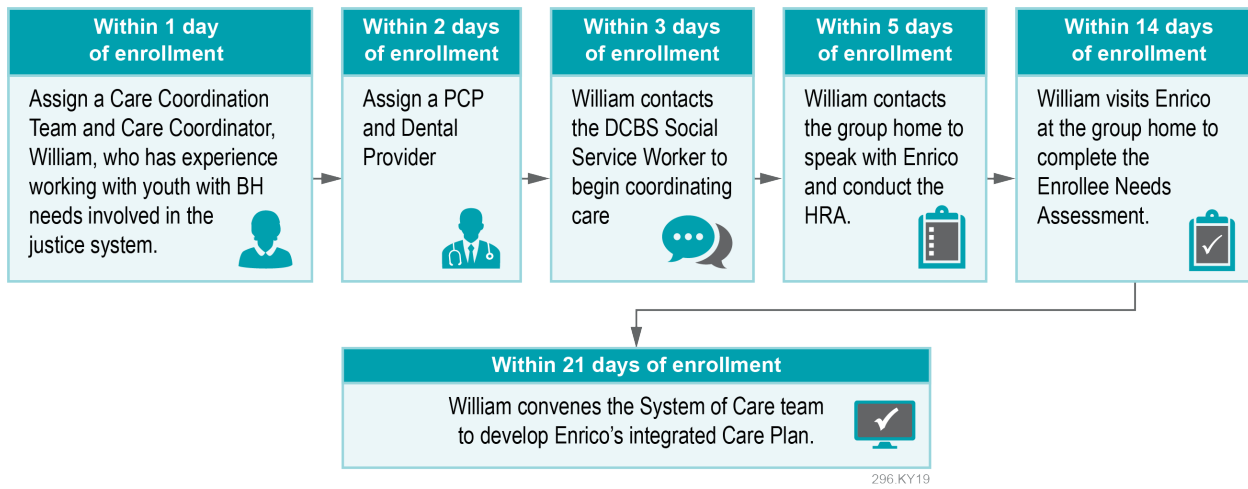 Within 1 day
of enrollment
Assign a Care Coordination
Team and Care Coordinator,
William, who has experience
working with youth with BH
needs involved in the
justice system.
Within 2 days
of enrollment
Assign a PCP
and Dental
Provider
Within 3 days
of enrollment
William contacts
the DCBS Social
Service Worker to
begin coordinating
care
Within 5 days
of enrollment
William contacts
the group home to
speak with Enrico
and conduct the
HRA.
Within 14 days
of enrollment
William visits Enrico
at the group home to
complete the
Enrollee Needs
Assessment.
Within 21 days of enrollment
William convenes the System of Care team
to develop Enrico's integrated Care Plan.
296.KY19